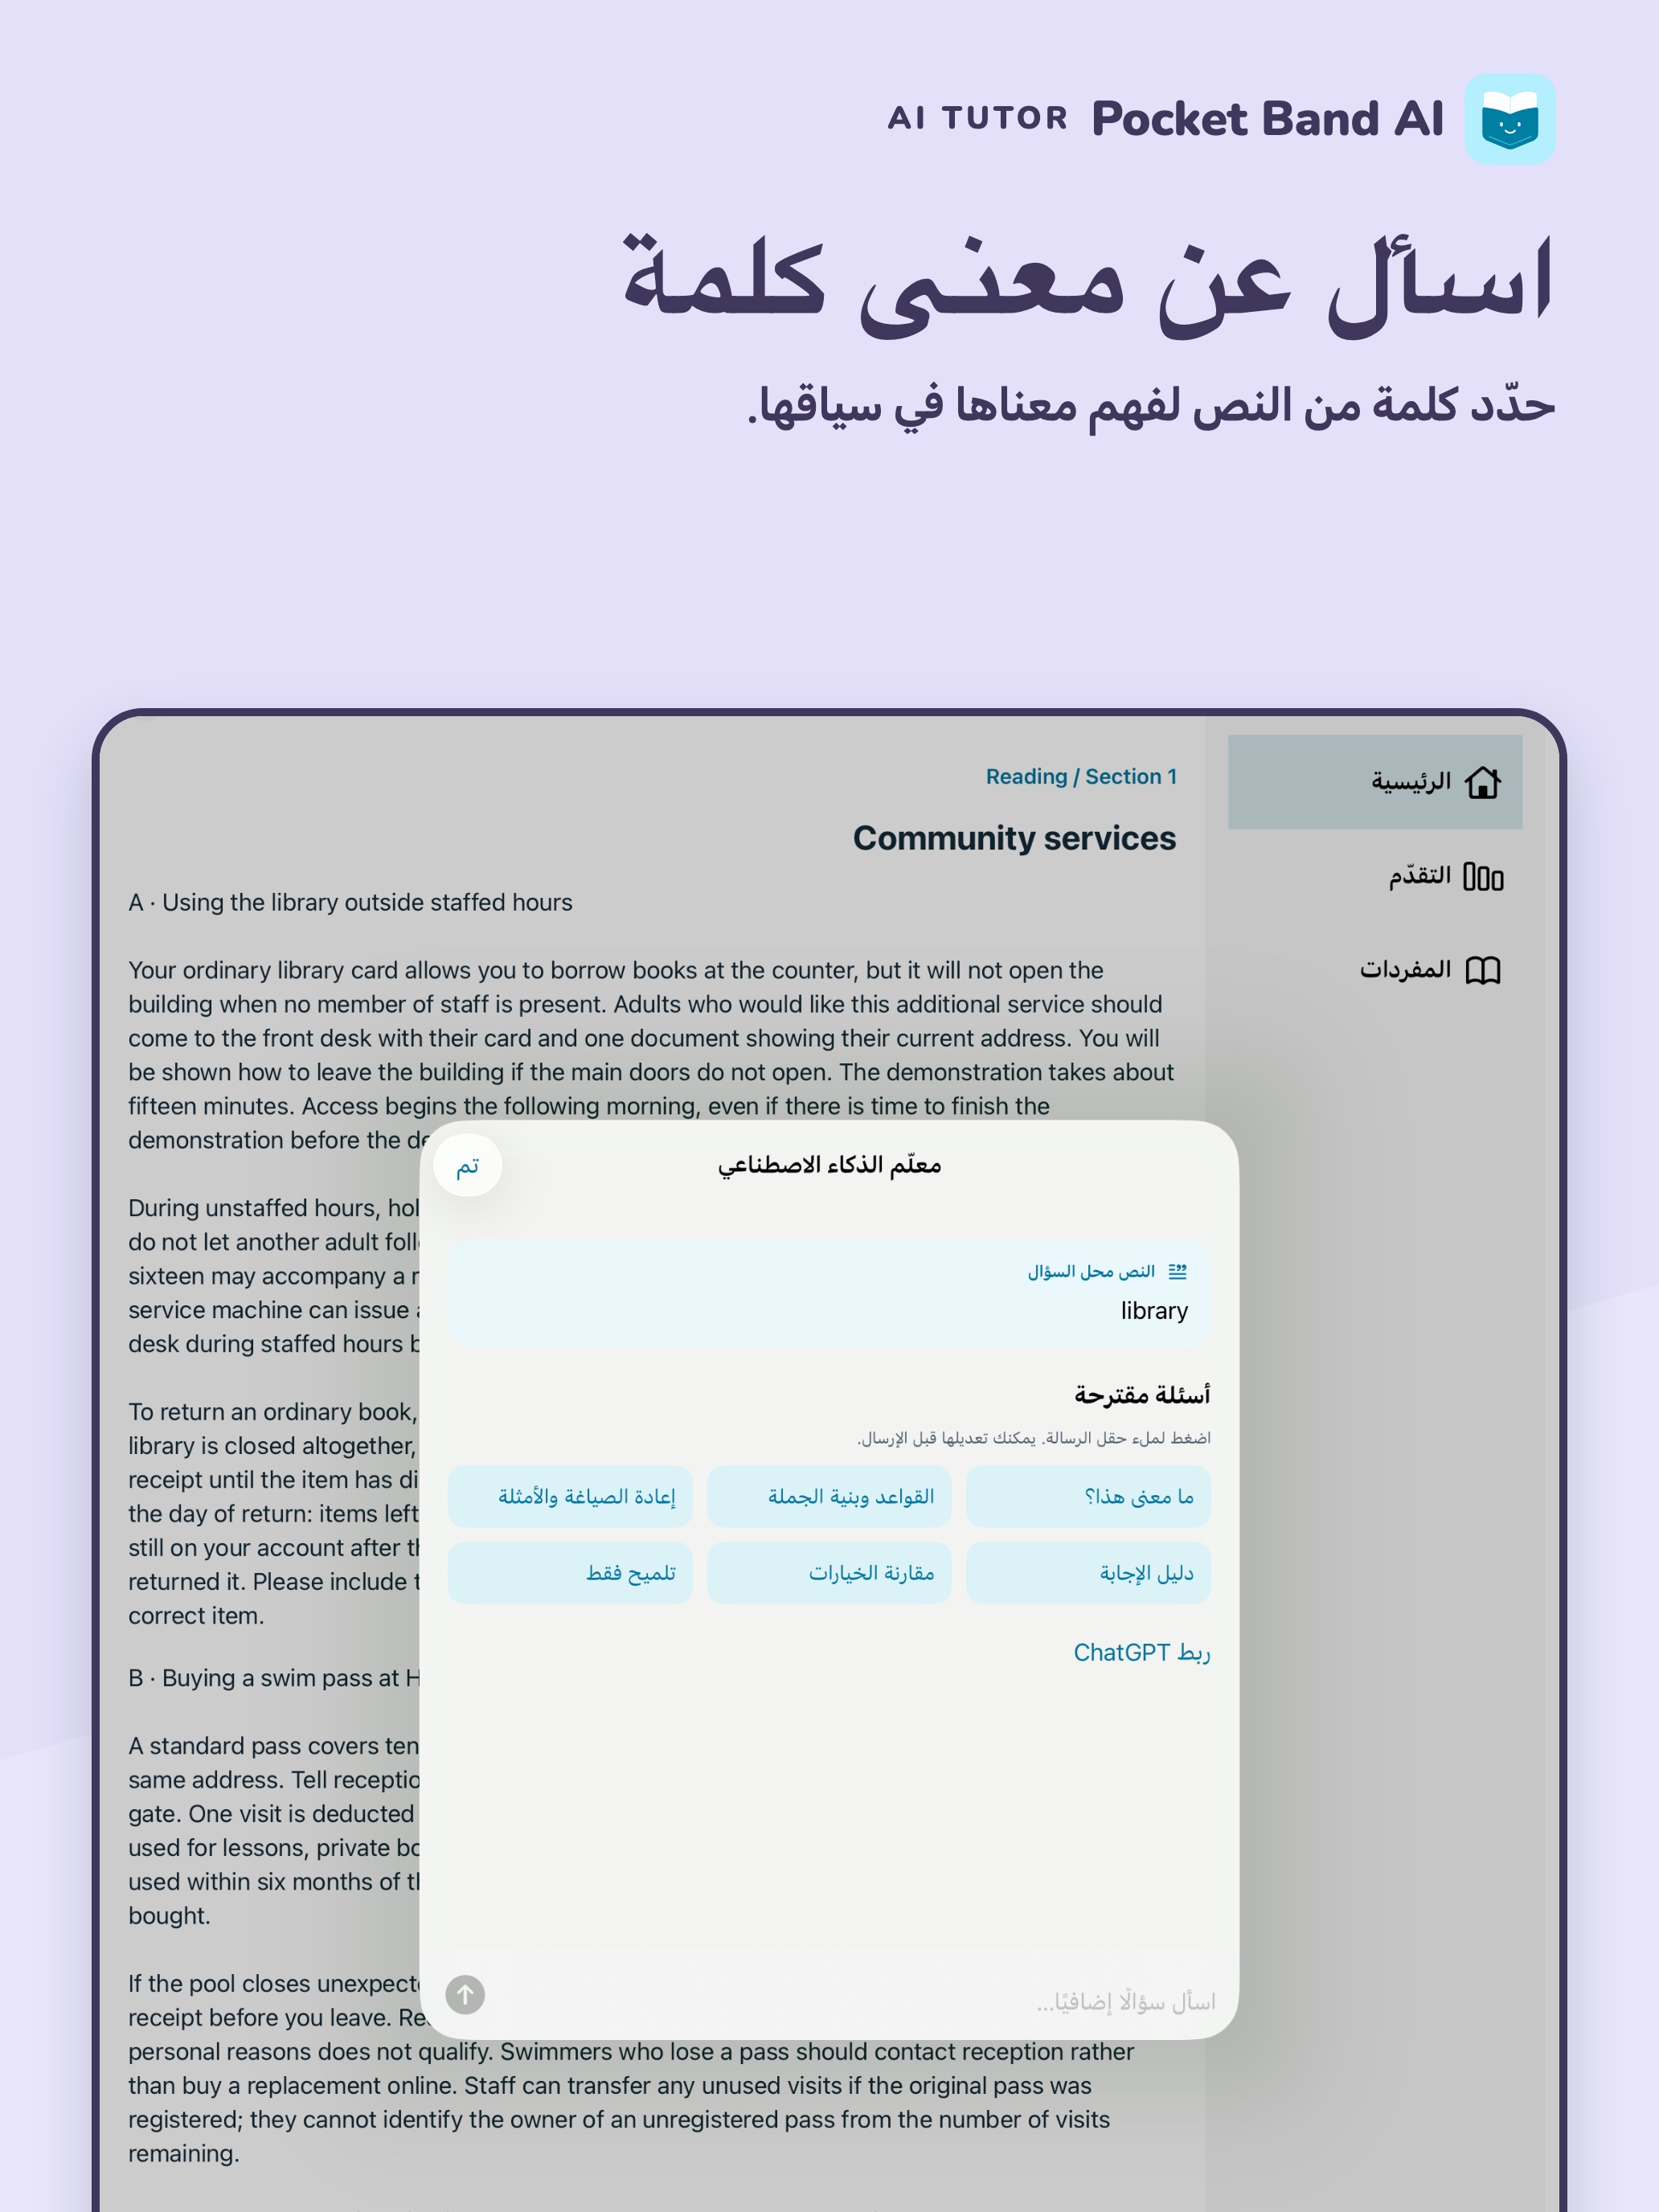 Pocket Band AI AI TUTOR
اسأل عن معنى كلمة
حدّد كلمة من النص لفهم معناها في سياقها.
الرئيسية
التقدّم
المفردات
Reading / Section 1
Community services
A · Using the library outside staffed hours
Your ordinary library card allows you to borrow books at the counter, but it will not open the
building when no member of staff is present. Adults who would like this additional service should
come to the front desk with their card and one document showing their current address. You will
be shown how to leave the building if the main doors do not open. The demonstration takes about
fifteen minutes. Access begins the following morning, even if there is time to finish the
demonstration before the
During unstaffed hours,
do not let another adult
sixteen may accompany a
service machine can issue
desk during staffed hours
To return an ordinary book,
library is closed altogether,
receipt until the item has
the day of return: items left
still on your account after
returned it. Please include
correct item.
B · Buying a swim pass at
A standard pass covers
same address. Tell
gate. One visit is deducted
used for lessons, private
used within six months of
bought.
If the pool closes
receipt before you leave.
personal reasons does not qualify. Swimmers who lose a pass should contact reception rather
than buy a replacement online. Staff can transfer any unused visits if the original pass was
registered; they cannot identify the owner of an unregistered pass from the number of visits
remaining.
معلّم الذكاء الاصطناعي
تم
النص محل السؤال
library
أسئلة مقترحة
اضغط لملء حقل الرسالة. يمكنك تعديلها قبل الإرسال.
ما معنى هذا؟
القواعد وبنية الجملة
إعادة الصياغة والأمثلة
دليل الإجابة
مقارنة الخيارات
تلميح فقط
ربط ChatGPT
اسأل سؤالًا إضافيًا...